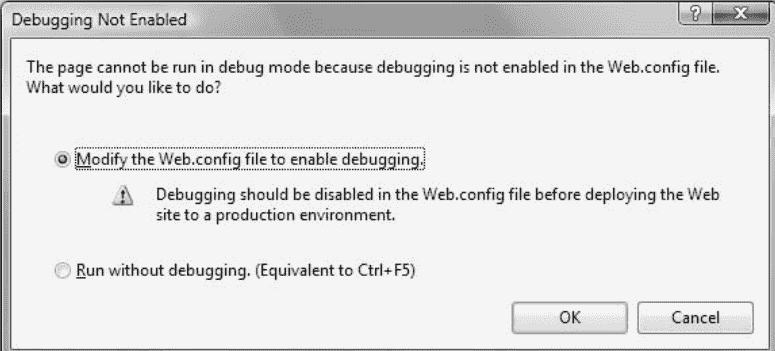 Debugging Not Enabled
?
The page cannot be run in debug mode because debugging is not enabled in the Web.config file.
What would you like to do?
Modify the Web.config file to enable debugging.
Debugging should be disabled in the Web.config file before deploying the Web
site to a production environment.
Run without debugging. (Equivalent to Ctrl+F5)
OK Cancel